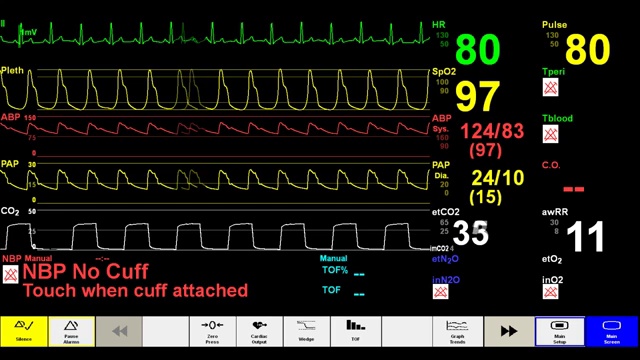 II
1mV
HR
130
50
80
Pulse
130
50
80
Pleth
SpO2
100
90
97
Tperi
ABP 150
75
0
ABP
Sys.
160
90
124/83
(97)
Tblood
PAP 30
15
0
PAP
Dia.
20
0
24/10
(15)
C.O.
--
CO2 50
25
0
etCO2
65
25
35
imCO2 4
awRR
30
8
11
NBP Manual --:--
NBP No Cuff
Touch when cuff attached
Manual
TOF% --
TOF --
etN2O
inN2O
etO2
inO2
Silence
Pause Alarms
Zero Press
Cardiac Output
Wedge
TOF
Graph Trends
Main Setup
Main Screen